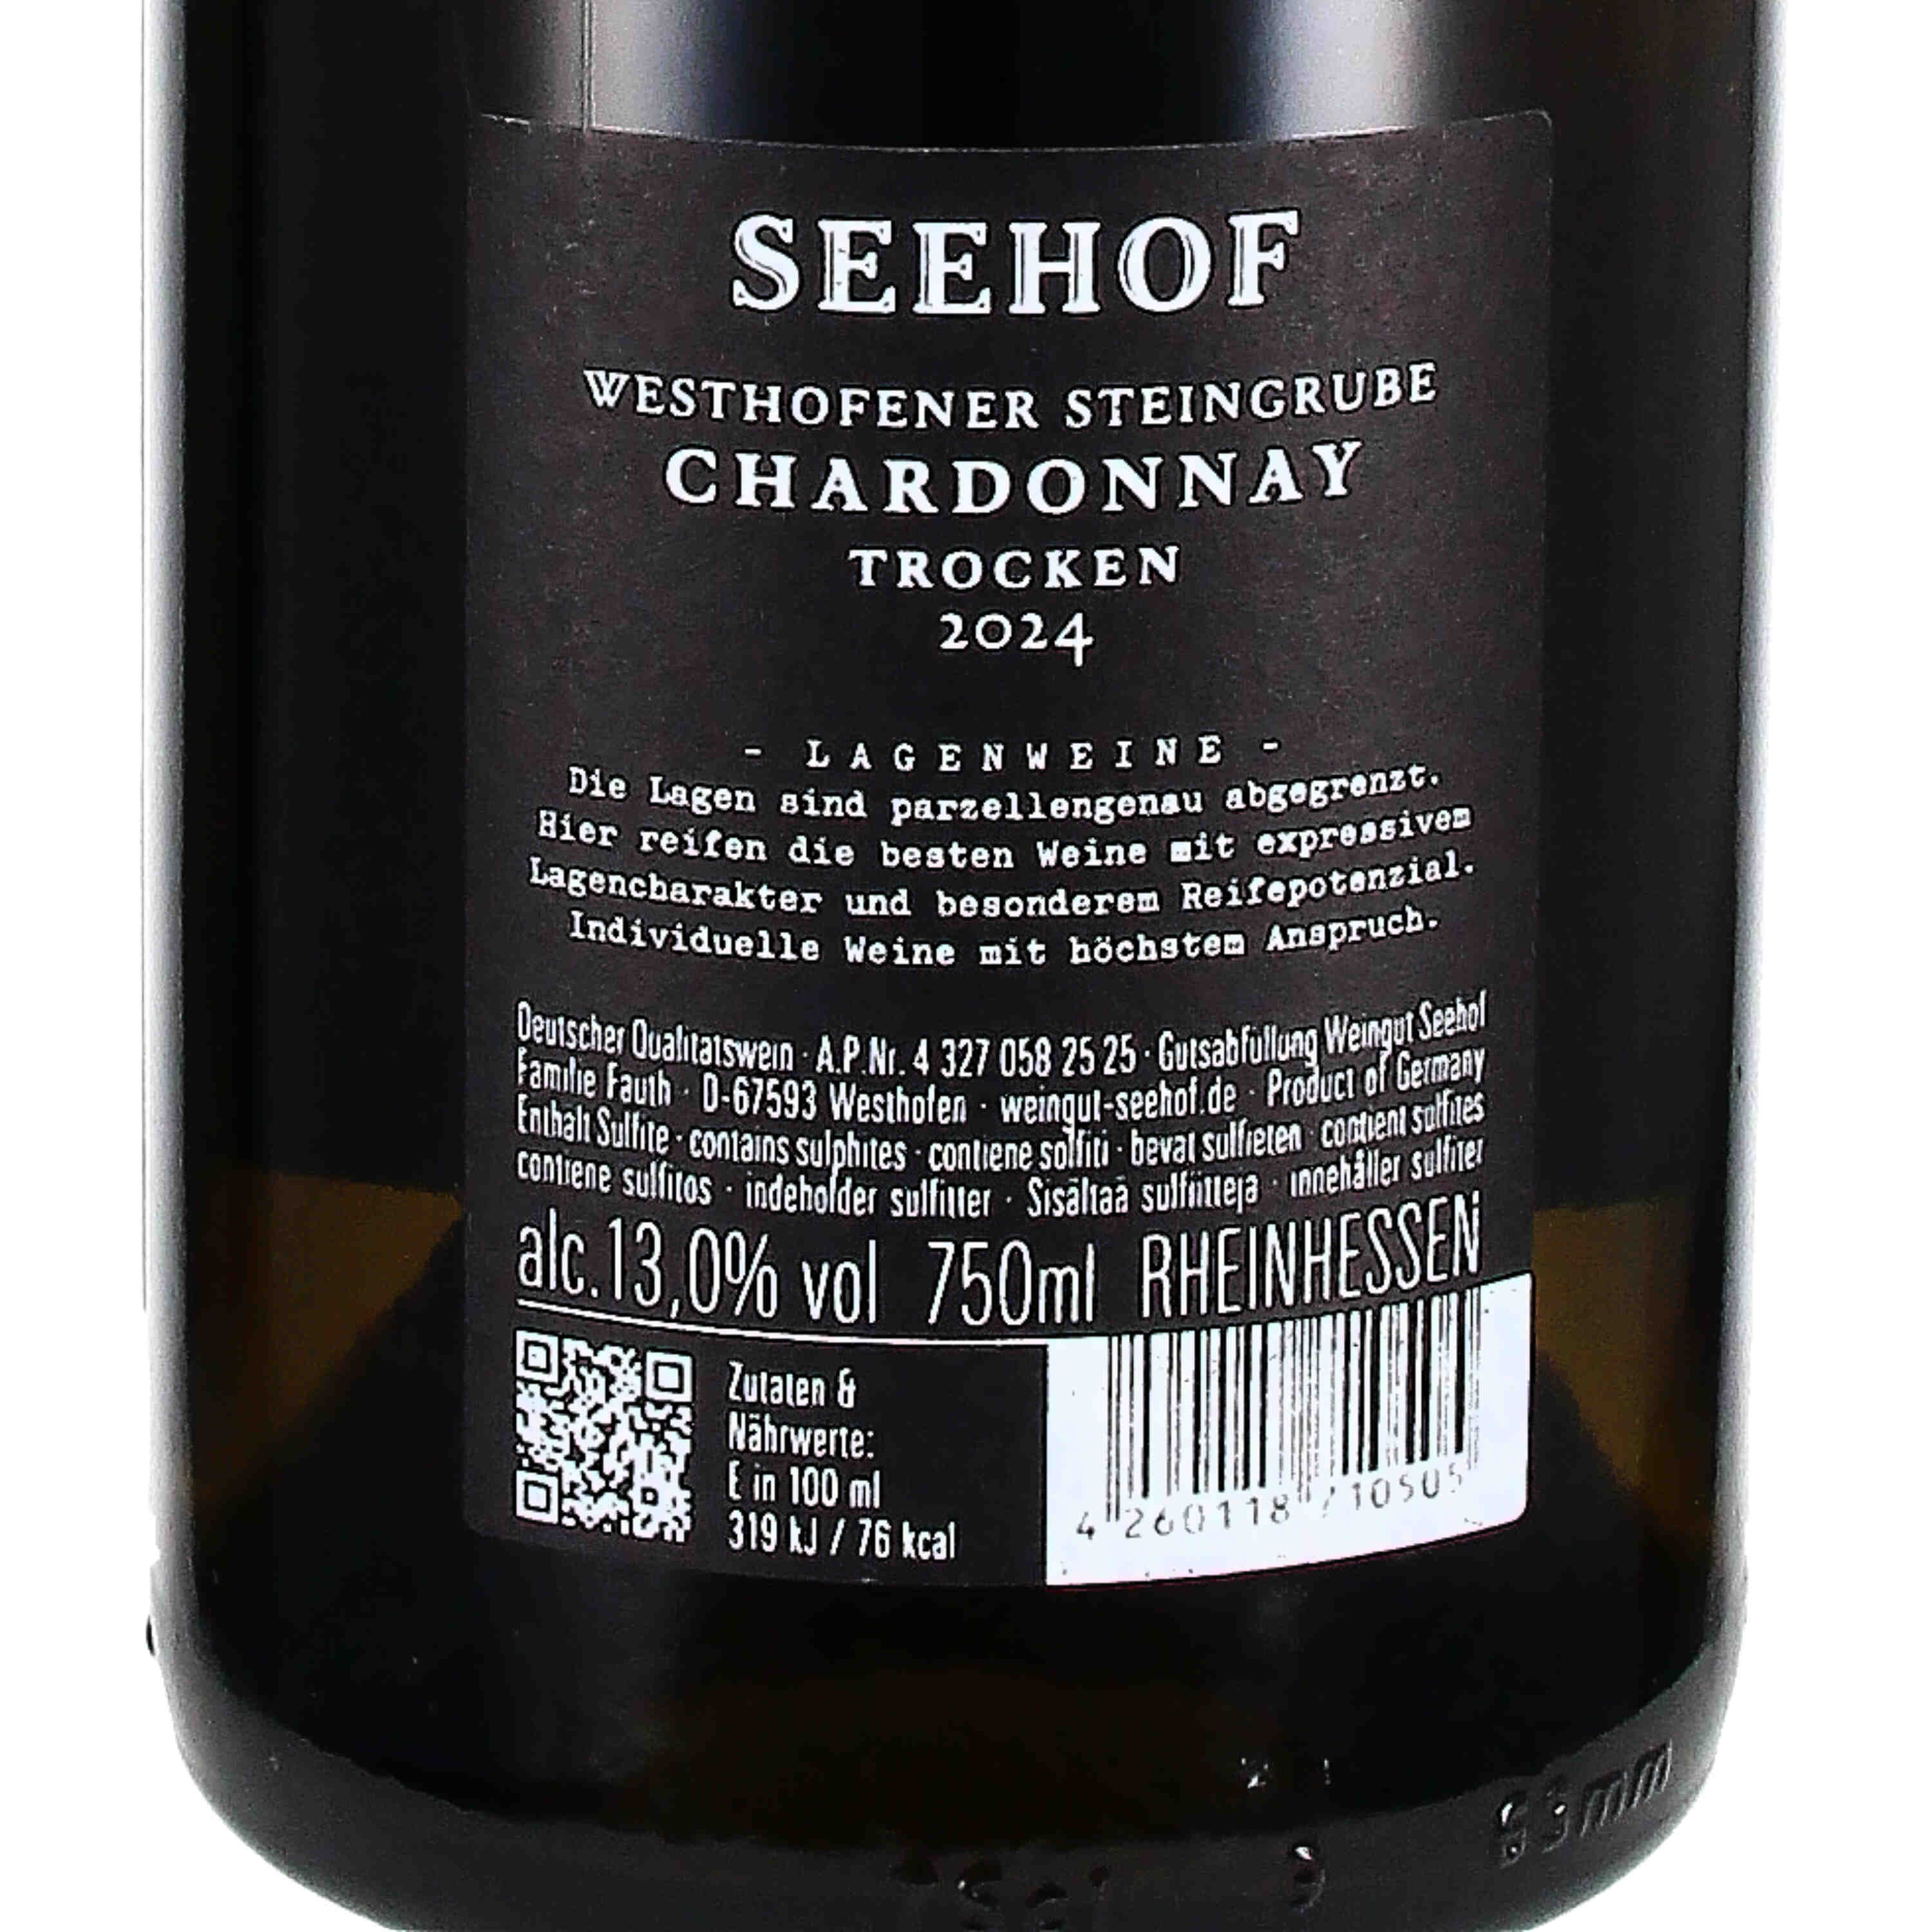 SEEHOF
WESTHOFENER STEINGRUBE
CHARDONNAY
TROCKEN
2024
- LAGENWEINE -
Die Lagen sind parzellengenau abgegrenzt.
Hier reifen die besten Weine mit expressivem
Lagencharakter und besonderem Reifepotenzial.
Individuelle Weine mit höchstem Anspruch.
Deutscher Qualitätswein · A.P.Nr. 4 327 058 25 25 · Gutsabfüllung Weingut Seehof
Familie Fauth · D-67593 Westhofen · weingut-seehof.de · Product of Germany
Enthält Sulfite · contains sulphites · contiene solfiti · bevat sulfieten · contient sulfites
contiene sulfitos · indeholder sulfitter · Sisältää sulfiitteja · innehåller sulfiter
alc.13,0% vol 750ml RHEINHESSEN
Zutaten &
Nährwerte:
E in 100 ml
319 kJ / 76 kcal
4 260118 710505